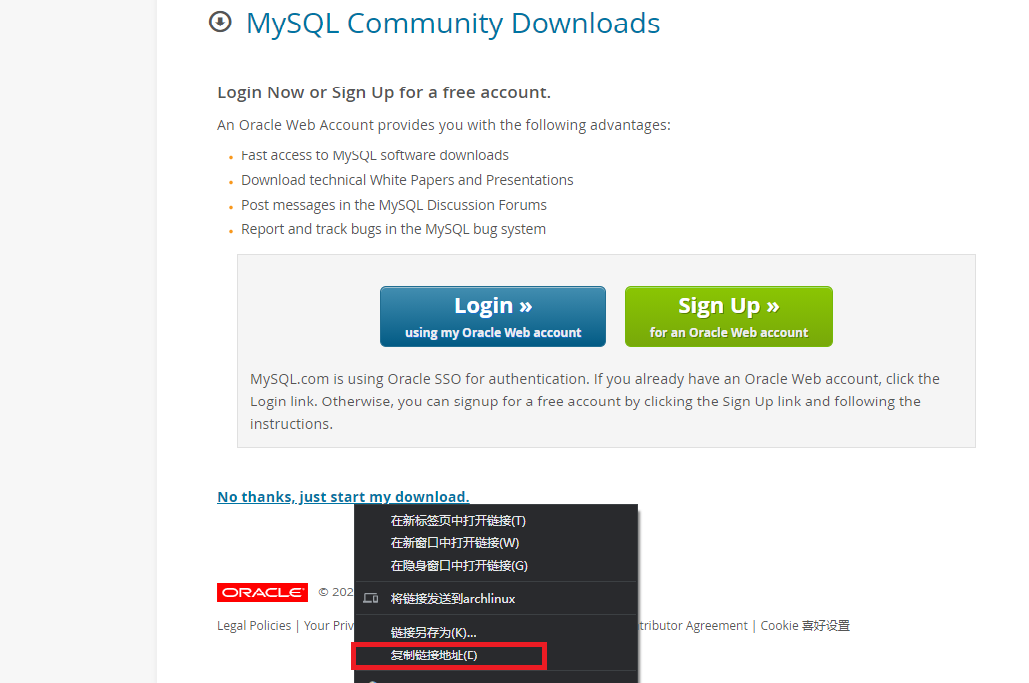 MySQL Community Downloads
Login Now or Sign Up for a free account.
An Oracle Web Account provides you with the following advantages:
Fast access to MySQL software downloads
Download technical White Papers and Presentations
Post messages in the MySQL Discussion Forums
Report and track bugs in the MySQL bug system
Login »
using my Oracle Web account
Sign Up »
for an Oracle Web account
MySQL.com is using Oracle SSO for authentication. If you already have an Oracle Web account, click the
Login link. Otherwise, you can signup for a free account by clicking the Sign Up link and following the
instructions.
No thanks, just start my download.
在新标签页中打开链接(T)
在新窗口中打开链接(W)
在隐身窗口中打开链接(G)
将链接发送到archlinux
链接另存为(K)...
复制链接地址(E)
ORACLE © 202
Legal Policies | Your Priv
Agreement | Cookie 喜好设置